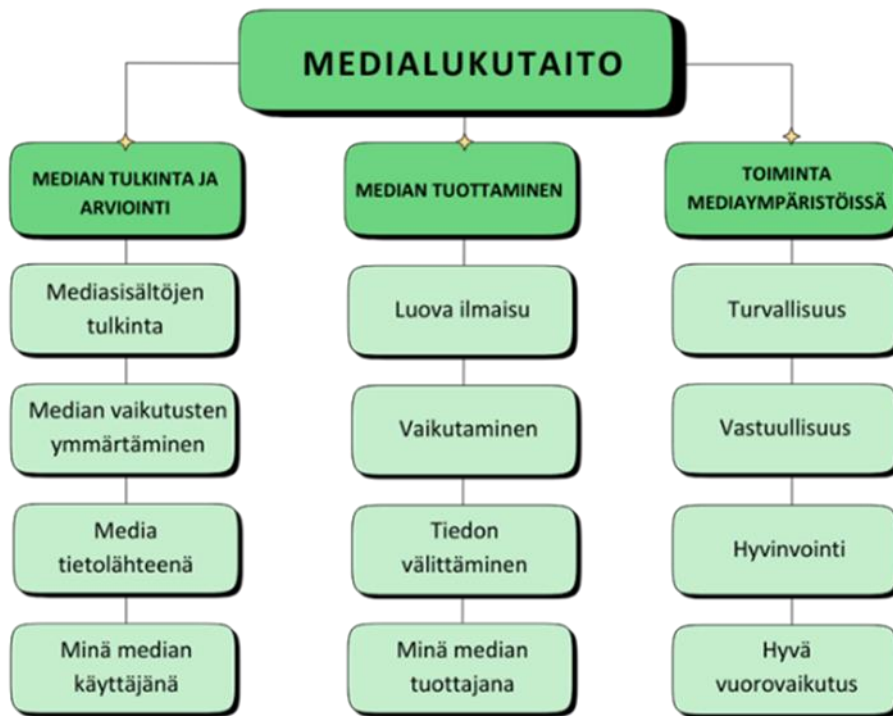 MEDIALUKUTAITO
MEDIAN TULKINTA JA
ARVIOINTI
Mediasisältöjen
tulkinta
Median vaikutusten
ymmärtäminen
Media
tietolähteenä
Minä median
käyttäjänä
MEDIAN TUOTTAMINEN
Luova ilmaisu
Vaikutaminen
Tiedon
välittäminen
Minä median
tuottajana
TOIMINTA
MEDIAYMPÄRISTÖISSÄ
Turvallisuus
Vastuullisuus
Hyvinvointi
Hyvä
vuorovaikutus